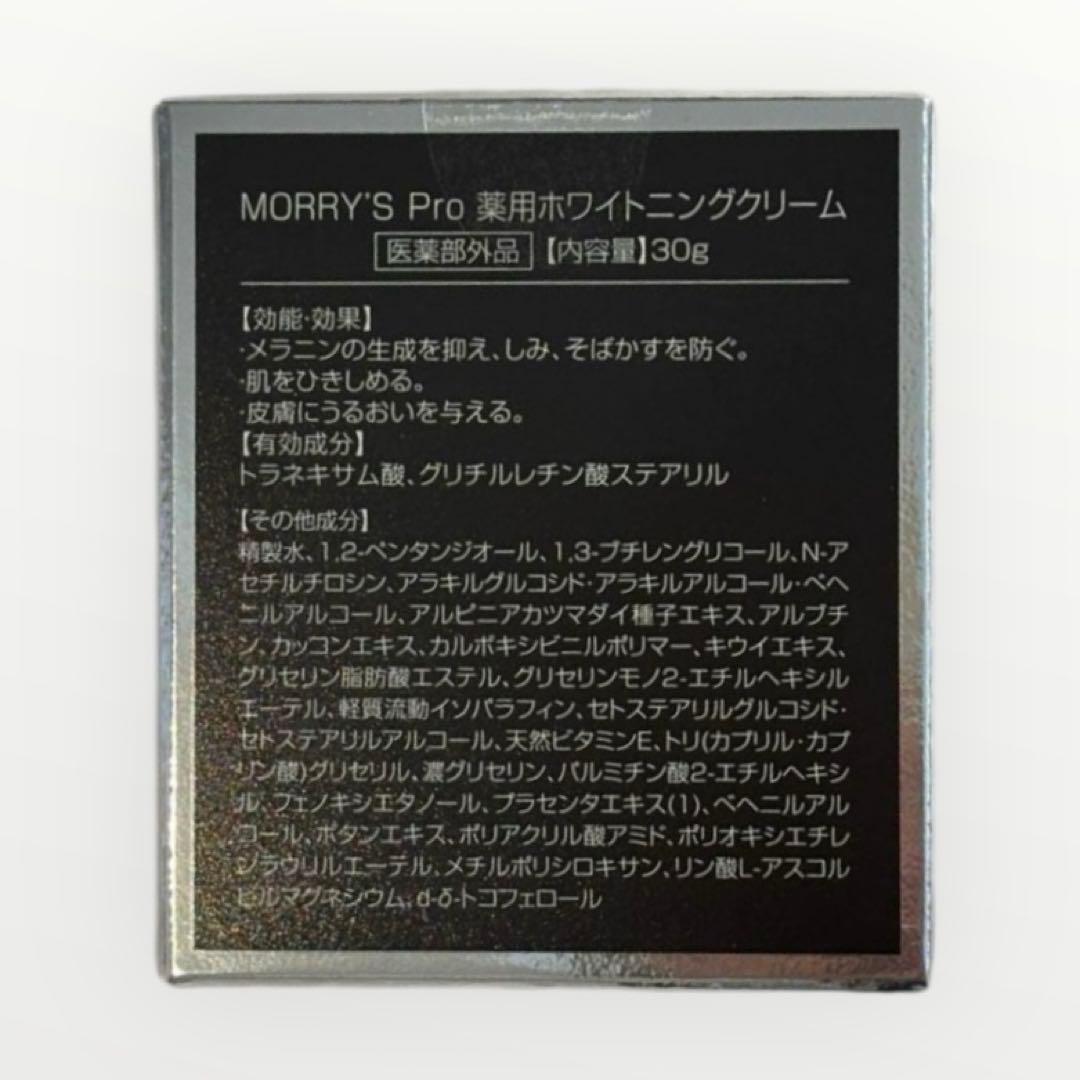 MORRY'S Pro 薬用ホワイトニングクリーム
医薬部外品 【内容量】30g
【効能・効果】
・メラニンの生成を抑え、しみ、そばかすを防ぐ。
・肌をひきしめる。
・皮膚にうるおいを与える。
【有効成分】
トラネキサム酸、グリチルレチン酸ステアリル
【その他成分】
精製水、1,2-ペンタンジオール、1,3-ブチレングリコール、N-ア
セチルチロシン、アラキルグルコシド・アラキルアルコール・ベヘ
ニルアルコール、アルピニアカツマダイ種子エキス、アルブチ
ン、カッコンエキス、カルボキシビニルポリマー、キウイエキス、
グリセリン脂肪酸エステル、グリセリンモノ2-エチルヘキシル
エーテル、軽質流動イソパラフィン、セトステアリルグルコシド・
セトステアリルアルコール、天然ビタミンE、トリ(カプリル・カプ
リン酸)グリセリル、濃グリセリン、パルミチン酸2-エチルヘキシ
ル、フェノキシエタノール、プラセンタエキス(1)、ベヘニルアル
コール、ボタンエキス、ポリアクリル酸アミド、ポリオキシエチレ
ンラウリルエーテル、メチルポリシロキサン、リン酸L-アスコル
ビルマグネシウム、d-δ-トコフェロール